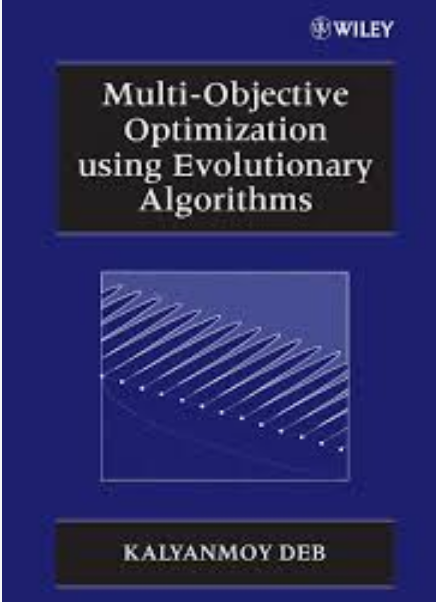 WILEY
Multi-Objective
Optimization
using Evolutionary
Algorithms
KALYANMOY DEB